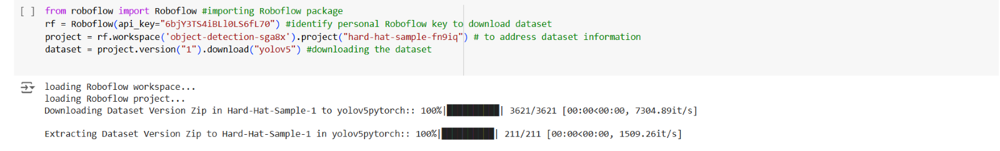 [ ] from roboflow import Roboflow #importing Roboflow package
rf = Roboflow(api_key="6bjY3TS4iBLl0LS6fL70") #identify personal Roboflow key to download dataset
project = rf.workspace('object-detection-sga8x').project("hard-hat-sample-fn9iq") # to address dataset information
dataset = project.version("1").download("yolov5") #downloading the dataset
loading Roboflow workspace...
loading Roboflow project...
Downloading Dataset Version Zip in Hard-Hat-Sample-1 to yolov5pytorch:: 100%|██████████| 3621/3621 [00:00<00:00, 7304.89it/s]
Extracting Dataset Version Zip to Hard-Hat-Sample-1 in yolov5pytorch:: 100%|██████████| 211/211 [00:00<00:00, 1509.26it/s]